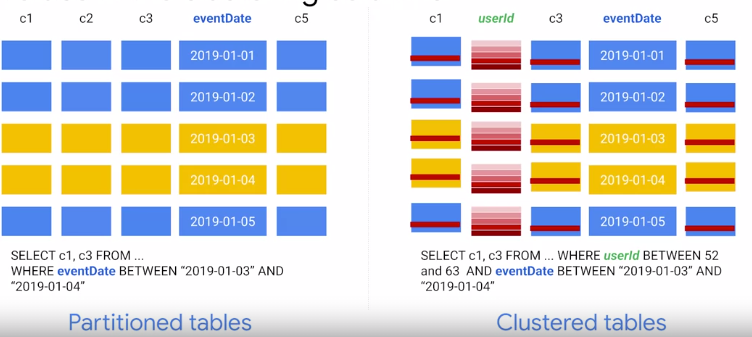 c1 c2 c3 eventDate c5
2019-01-01
2019-01-02
2019-01-03
2019-01-04
2019-01-05
SELECT c1, c3 FROM ...
WHERE eventDate BETWEEN “2019-01-03” AND
“2019-01-04”
Partitioned tables
c1 userId c3 eventDate c5
2019-01-01
2019-01-02
2019-01-03
2019-01-04
2019-01-05
SELECT c1, c3 FROM ... WHERE userId BETWEEN 52
and 63 AND eventDate BETWEEN “2019-01-03” AND
“2019-01-04”
Clustered tables